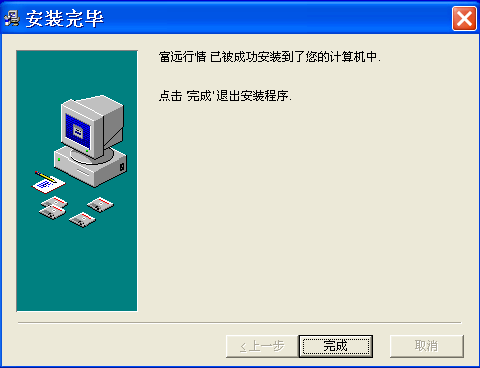 安装完毕
富远行情 已被成功安装到了您的计算机中.
点击 '完成' 退出安装程序.
< 上一步
完成
取消